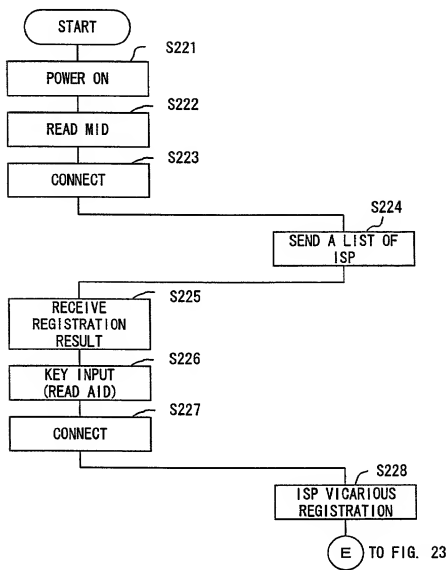 START
S221
POWER ON
S222
READ MID
S223
CONNECT
S224
SEND A LIST OF
ISP
S225
RECEIVE
REGISTRATION
RESULT
S226
KEY INPUT
(READ AID)
S227
CONNECT
S228
ISP VICARIOUS
REGISTRATION
E TO FIG. 23